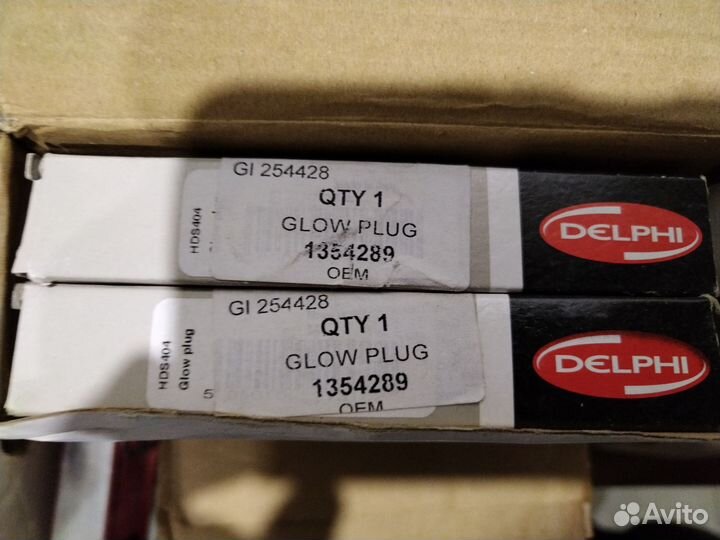 GI 254428
QTY 1
GLOW PLUG
1354289
OEM
HDS404
DELPHI
GI 254428
QTY 1
GLOW PLUG
1354289
OEM
HDS404
Glow plug
5
DELPHI
Avito